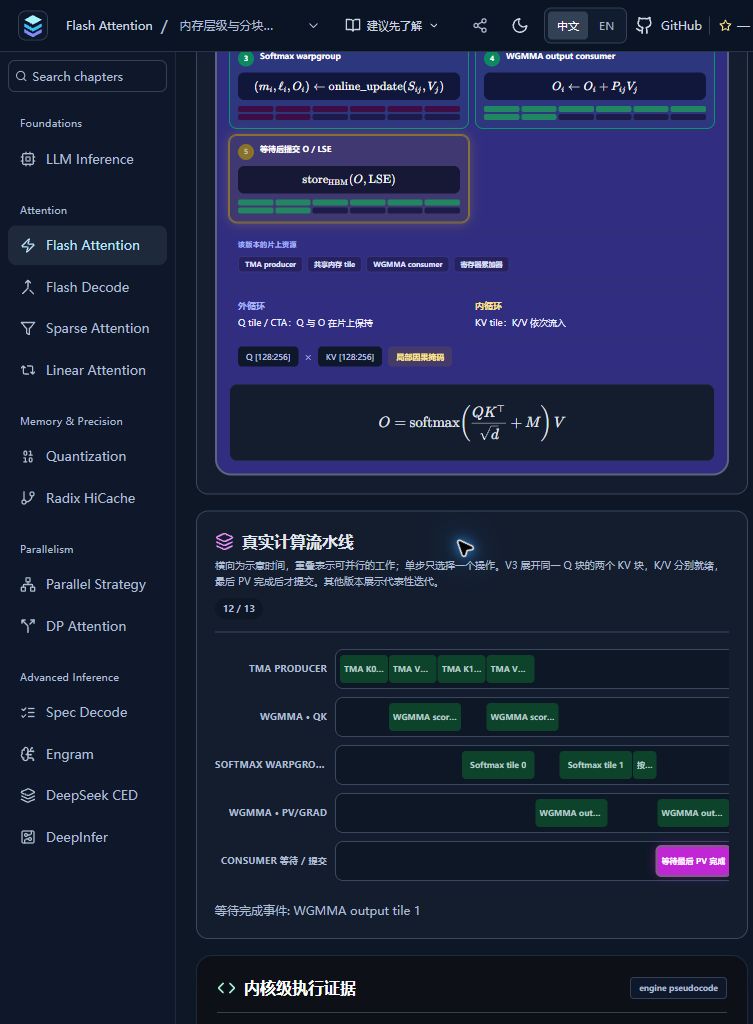 Flash Attention / 内存层级与分块... 建议先了解 中文 EN GitHub
Search chapters
Foundations
LLM Inference
Attention
Flash Attention
Flash Decode
Sparse Attention
Linear Attention
Memory & Precision
Quantization
Radix HiCache
Parallelism
Parallel Strategy
DP Attention
Advanced Inference
Spec Decode
Engram
DeepSeek CED
DeepInfer
3 Softmax warpgroup
(mᵢ, ℓᵢ, Oᵢ) ← online_update(Sᵢⱼ, Vⱼ)
4 WGMMA output consumer
Oᵢ ← Oᵢ + PᵢⱼVⱼ
5 等待后提交 O / LSE
store_HBM(O, LSE)
该版本的片上资源
TMA producer 共享内存 tile WGMMA consumer 寄存器累加器
外循环
Q tile / CTA：Q 与 O 在片上保持
内循环
KV tile：K/V 依次流入
Q [128:256] × KV [128:256] 局部因果掩码
O = softmax(QK⊤/√d + M) V
真实计算流水线
横向为示意时间，重叠表示可并行的工作；单步只选择一个操作。V3 展开同一 Q 块的两个 KV 块，K/V 分别就绪，
最后 PV 完成后才提交。其他版本展示代表性迭代。
12 / 13
TMA PRODUCER TMA K0... TMA V... TMA K1... TMA V...
WGMMA • QK WGMMA scor... WGMMA scor...
SOFTMAX WARPGRO... Softmax tile 0 Softmax tile 1 按...
WGMMA • PV/GRAD WGMMA out... WGMMA out...
CONSUMER 等待 / 提交 等待最后 PV 完成
等待完成事件: WGMMA output tile 1
内核级执行证据 engine pseudocode